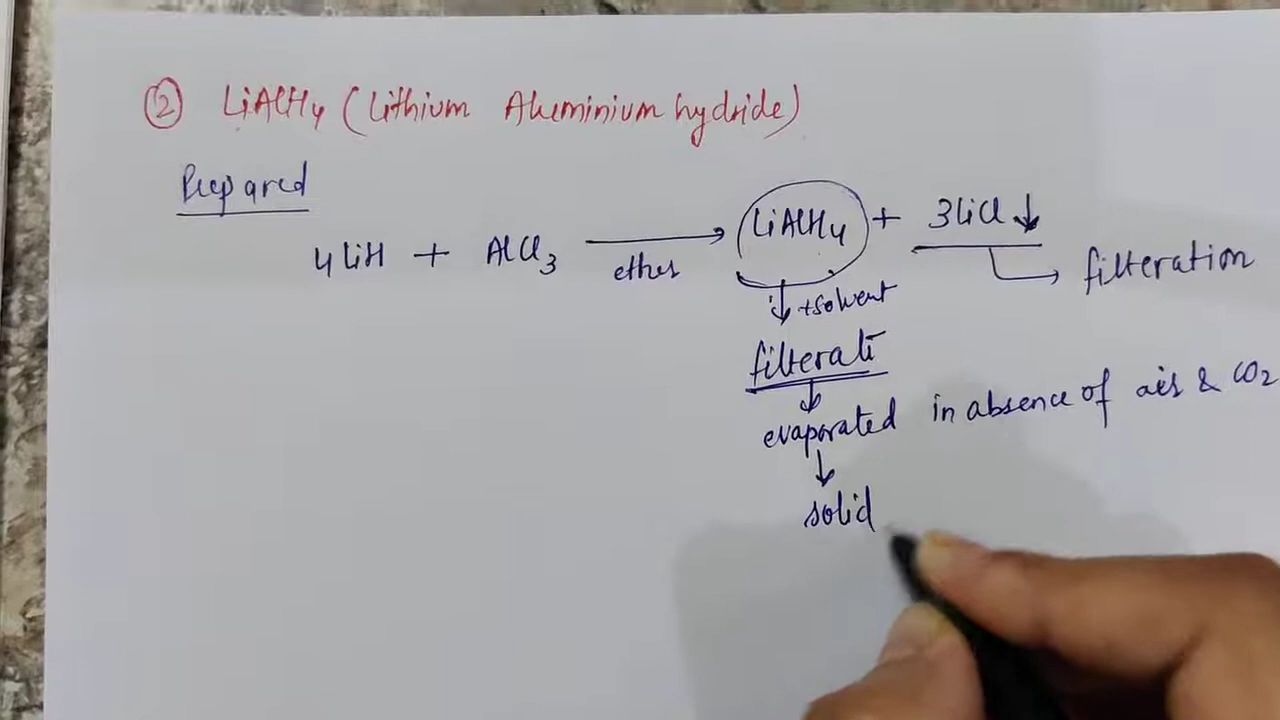 ② LiAlH4 (Lithium Aluminium hydride)
Prepared
4LiH + AlCl3 ether → LiAlH4 + 3LiCl ↓
filteration
↓ +solvent
filterate
↓
evaporated in absence of air & CO2
↓
solid